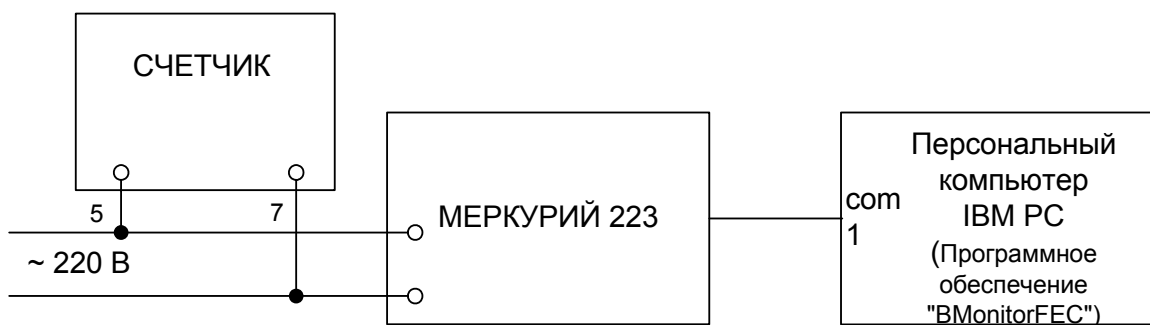 СЧЕТЧИК
5
7
~ 220 В
МЕРКУРИЙ 223
com
1
Персональный
компьютер
IBM PC
(Программное
обеспечение
"BMonitorFEC")